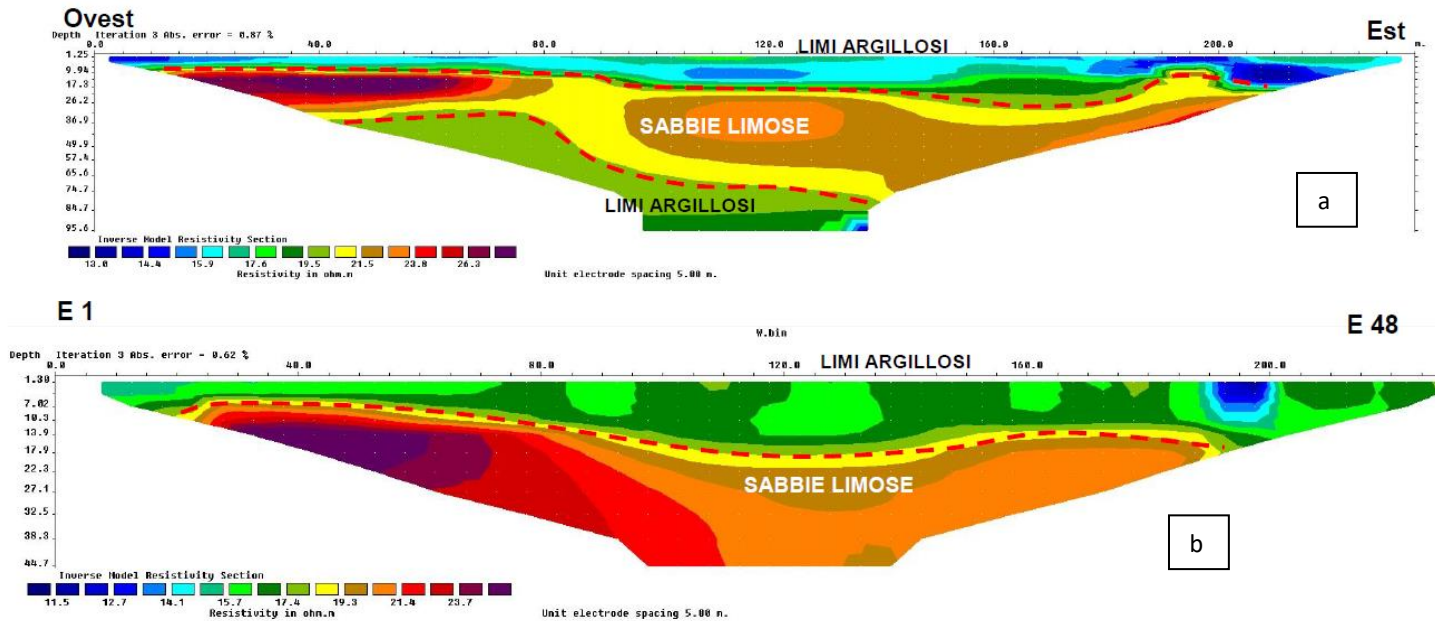 Ovest
Est
Depth Iteration 3 Abs. error = 0.87 %
LIMI ARGILLOSI
0.0 40.0 80.0 120.0 160.0 200.0 m.
1.25
9.94
17.3
26.2
36.9
49.9
57.4
65.6
74.7
84.7
95.6
SABBIE LIMOSE
LIMI ARGILLOSI
a
Inverse Model Resistivity Section
13.0 14.4 15.9 17.6 19.5 21.5 23.8 26.3
Resistivity in ohm.m
Unit electrode spacing 5.00 m.
E 1
E 48
W.bin
Depth Iteration 3 Abs. error = 0.62 %
LIMI ARGILLOSI
0.0 40.0 80.0 120.0 160.0 200.0
1.30
7.02
10.3
13.9
17.9
22.3
27.1
32.5
38.3
44.7
SABBIE LIMOSE
b
Inverse Model Resistivity Section
11.5 12.7 14.1 15.7 17.4 19.3 21.4 23.7
Resistivity in ohm.m
Unit electrode spacing 5.00 m.